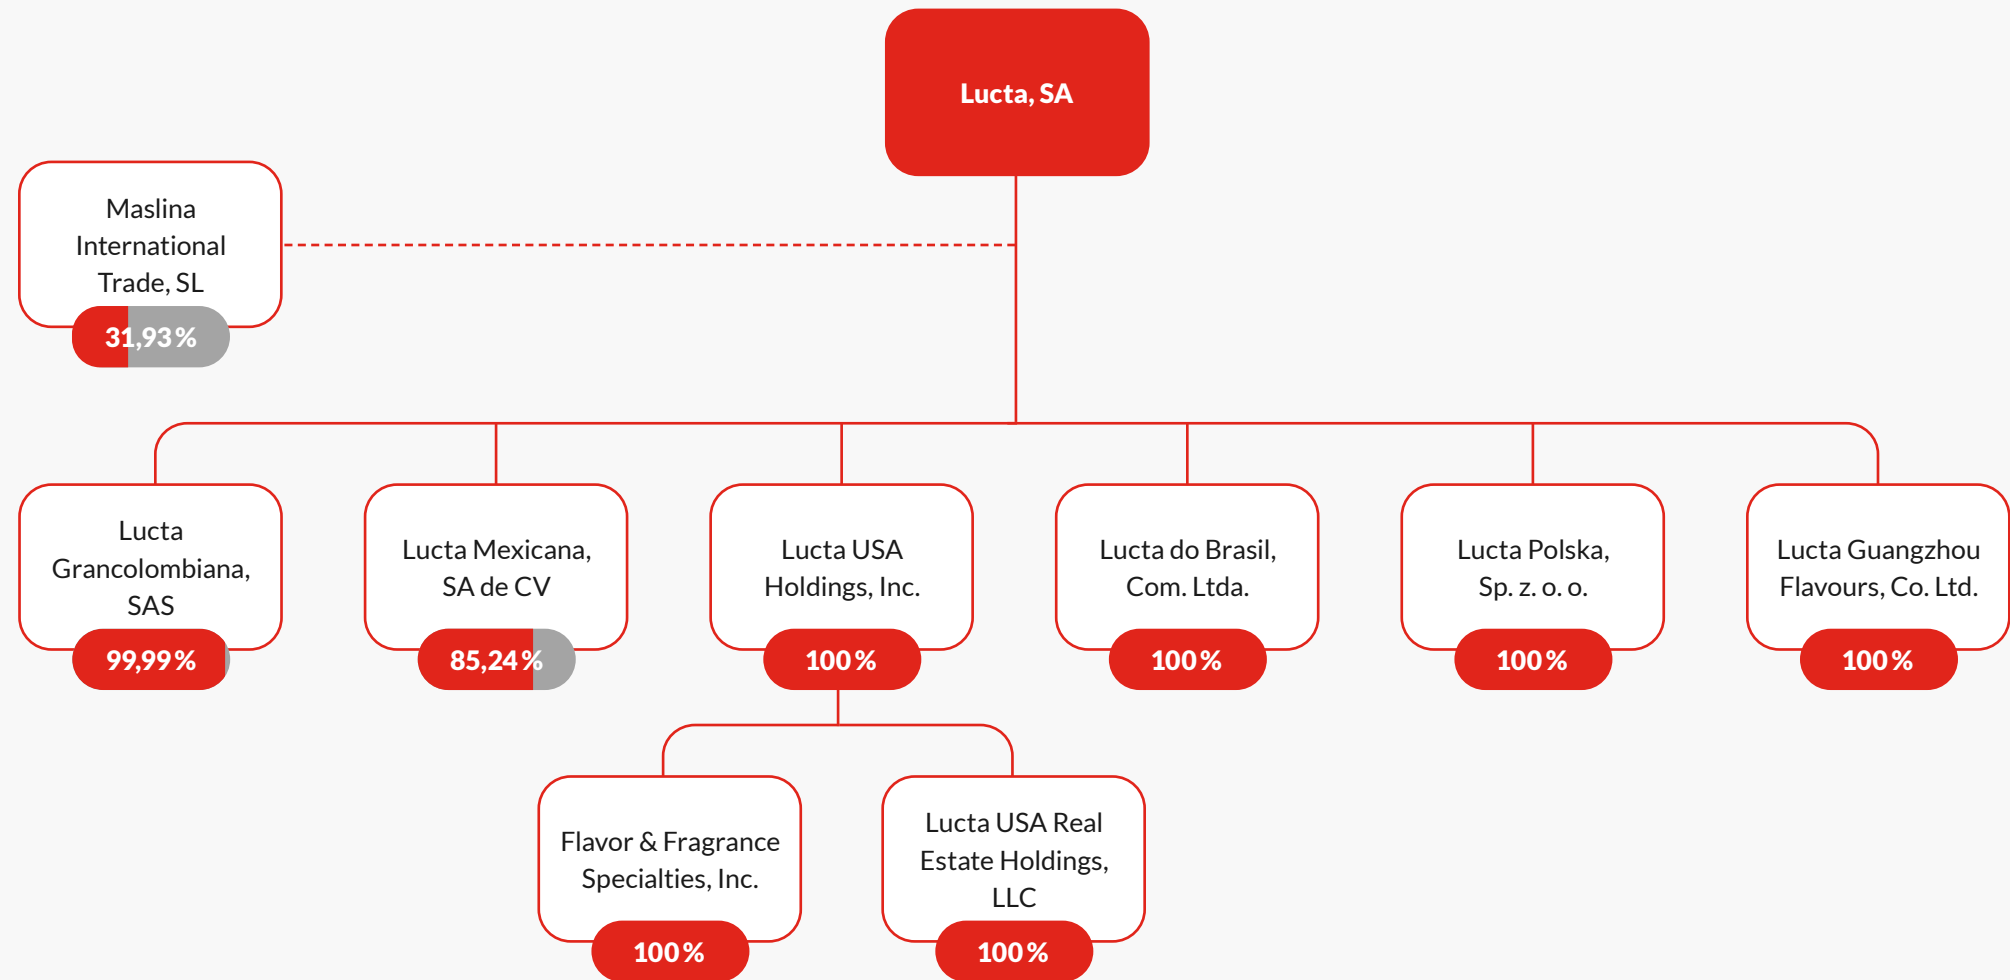 Lucta, SA
Maslina
International
Trade, SL
31,93%
Lucta
Grancolombiana,
SAS
99,99%
Lucta Mexicana,
SA de CV
85,24%
Lucta USA
Holdings, Inc.
100%
Lucta do Brasil,
Com. Ltda.
100%
Lucta Polska,
Sp. z. o. o.
100%
Lucta Guangzhou
Flavours, Co. Ltd.
100%
Flavor & Fragrance
Specialties, Inc.
100%
Lucta USA Real
Estate Holdings,
LLC
100%